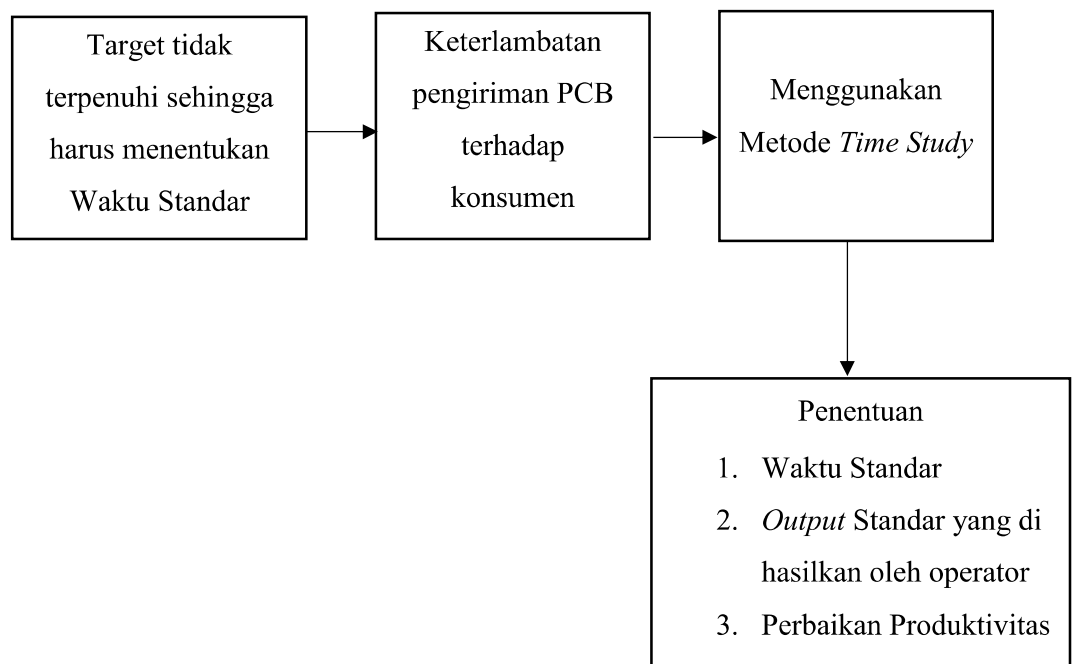 Target tidak
terpenuhi sehingga
harus menentukan
Waktu Standar
Keterlambatan
pengiriman PCB
terhadap
konsumen
Menggunakan
Metode Time Study
Penentuan
1. Waktu Standar
2. Output Standar yang di
hasilkan oleh operator
3. Perbaikan Produktivitas